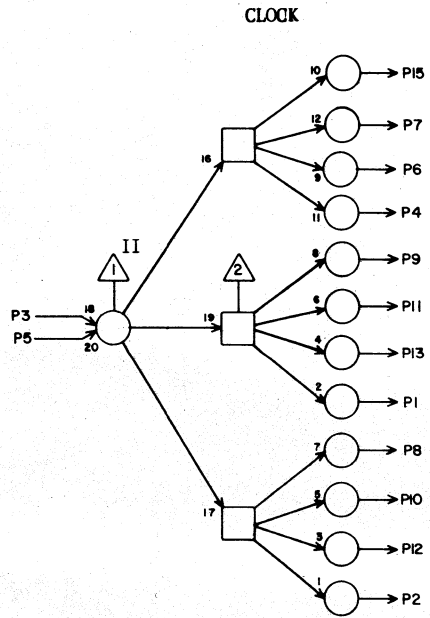 CLOCK
10 P15
12 P7
16 9 P6
11 P4
II
1 2 8 P9
P3 18 6 P11
P5 20 19 4 P13
2 P1
7 P8
17 5 P10
3 P12
1 P2